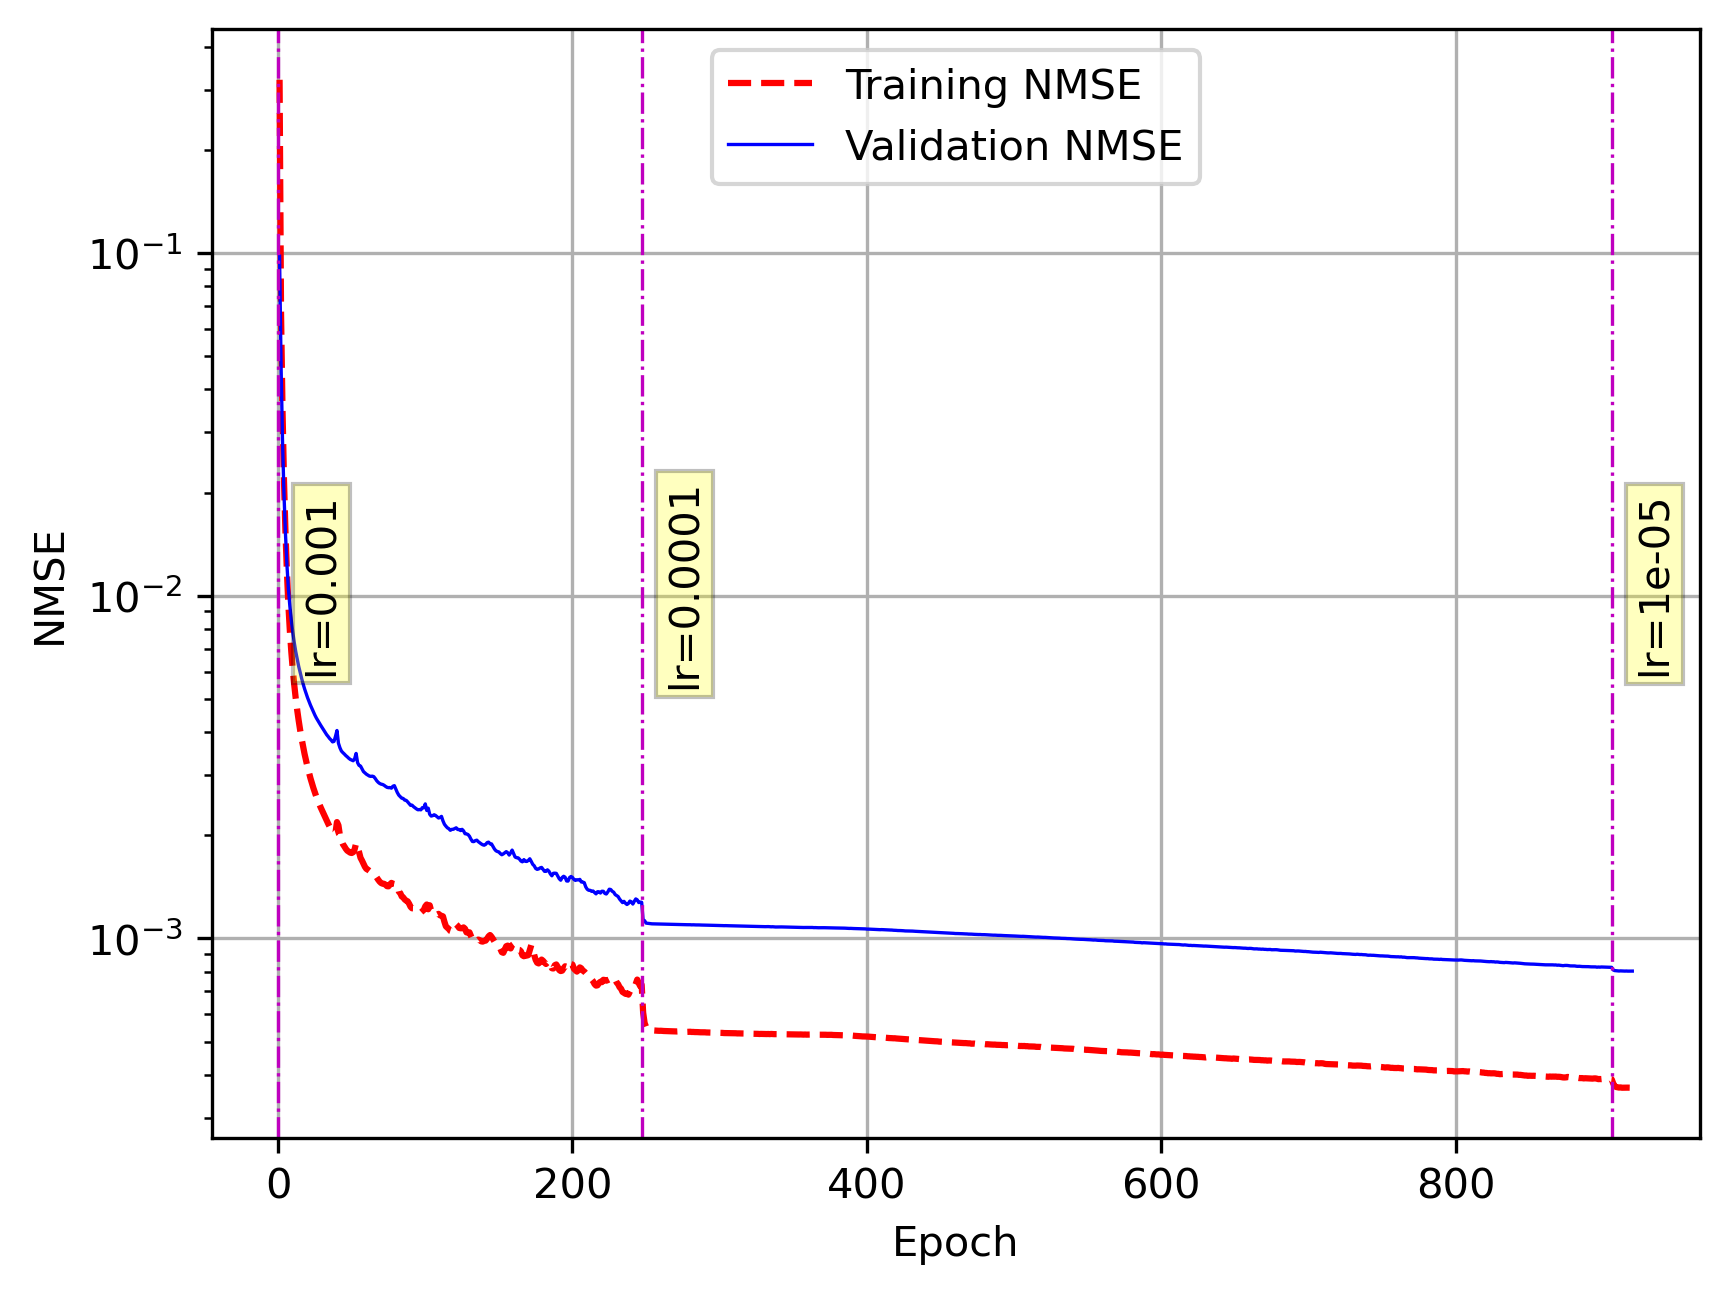 Training NMSE
Validation NMSE
10⁻¹
10⁻²
10⁻³
NMSE
lr=0.001
lr=0.0001
lr=1e-05
0 200 400 600 800
Epoch